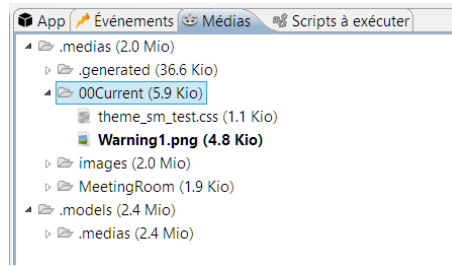 App Événements Médias Scripts à exécuter
.medias (2.0 Mio)
.generated (36.6 Kio)
00Current (5.9 Kio)
theme_sm_test.css (1.1 Kio)
Warning1.png (4.8 Kio)
images (2.0 Mio)
MeetingRoom (1.9 Kio)
.models (2.4 Mio)
.medias (2.4 Mio)